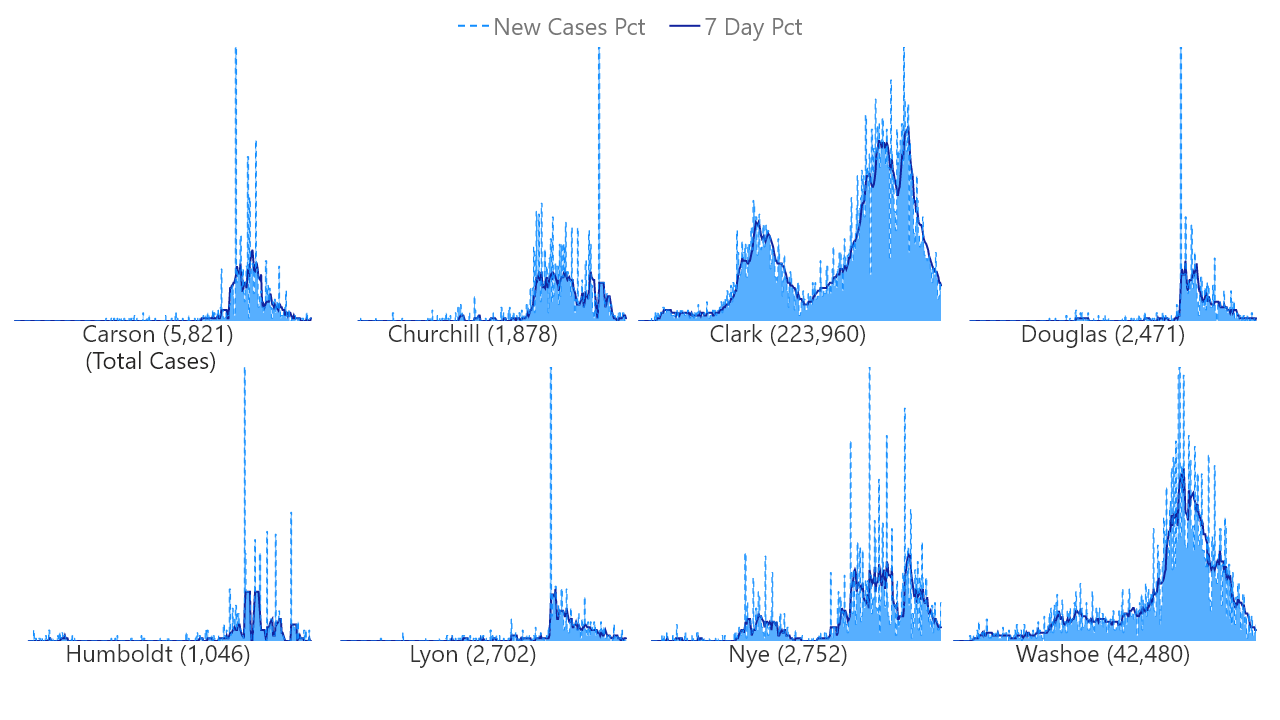 New Cases Pct 7 Day Pct
Carson (5,821) Churchill (1,878) Clark (223,960) Douglas (2,471)
(Total Cases)
Humboldt (1,046) Lyon (2,702) Nye (2,752) Washoe (42,480)